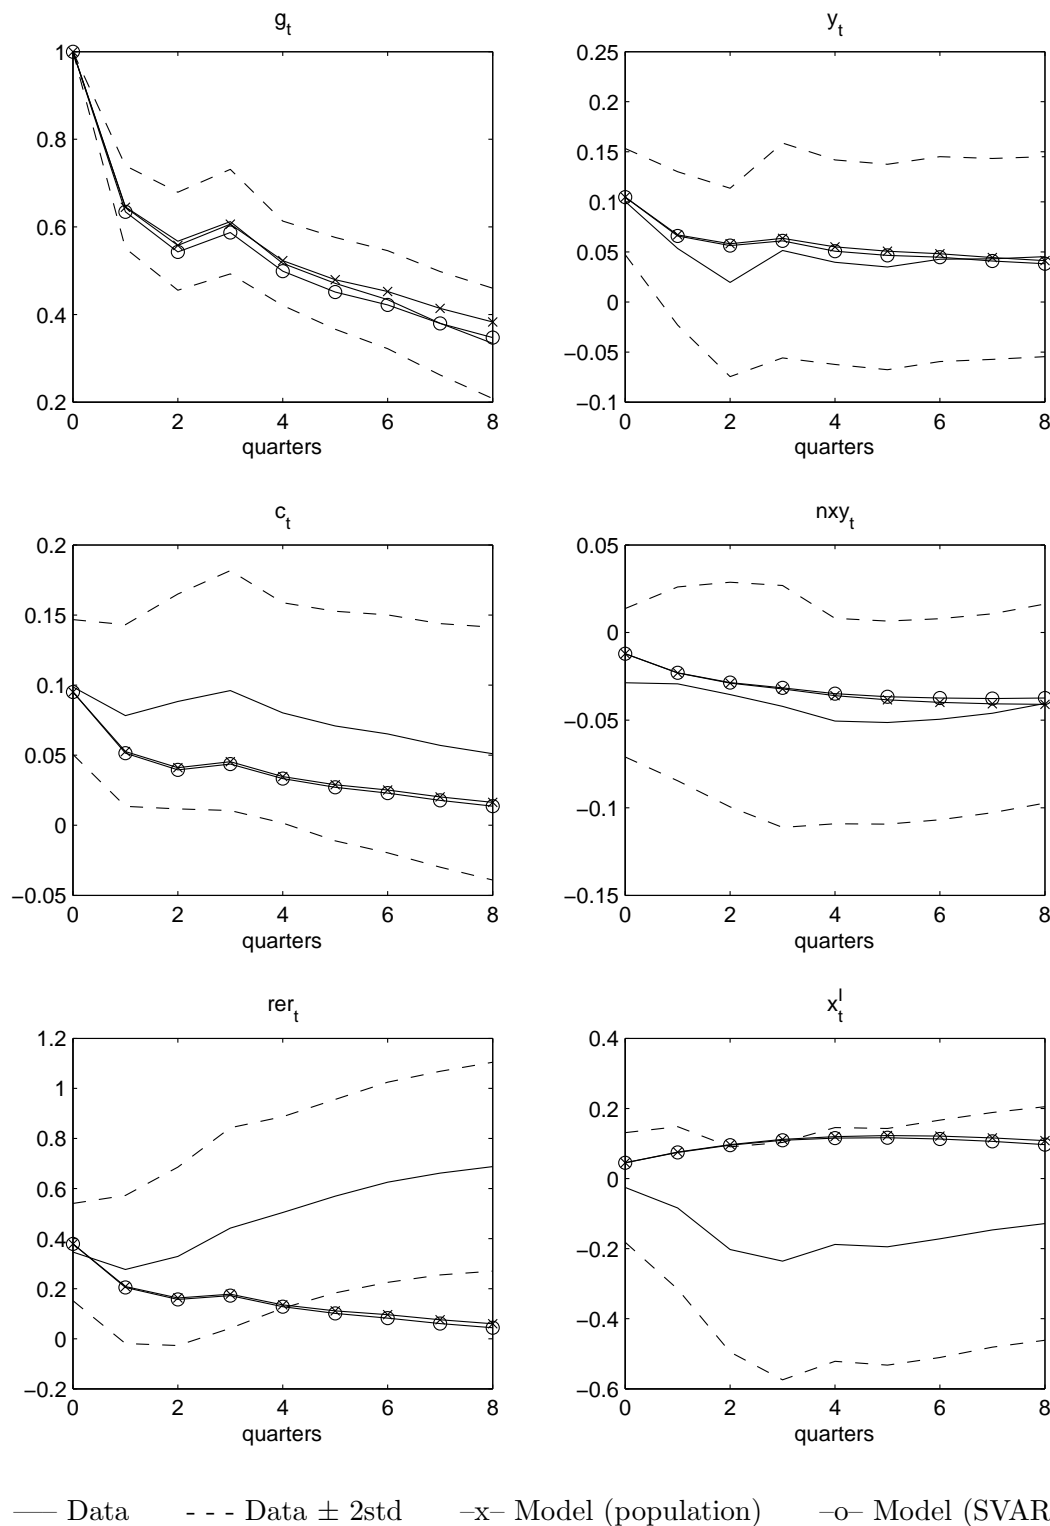 g_t
1
0.8
0.6
0.4
0.2
0 2 4 6 8
quarters
y_t
0.25
0.2
0.15
0.1
0.05
0
−0.05
−0.1
0 2 4 6 8
quarters
c_t
0.2
0.15
0.1
0.05
0
−0.05
0 2 4 6 8
quarters
nxy_t
0.05
0
−0.05
−0.1
−0.15
0 2 4 6 8
quarters
rer_t
1.2
1
0.8
0.6
0.4
0.2
0
−0.2
0 2 4 6 8
quarters
x_t^l
0.4
0.2
0
−0.2
−0.4
−0.6
0 2 4 6 8
quarters
—— Data - - - Data ± 2std –x– Model (population) –o– Model (SVAR